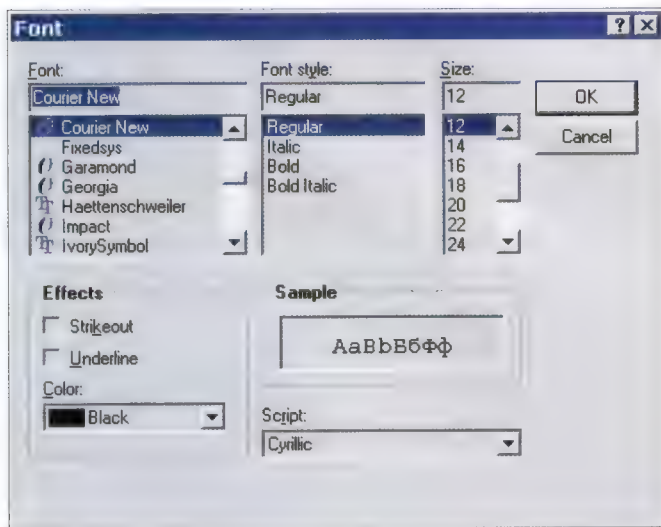 Font
? X
Font:
Font style:
Size:
Courier New
Regular
12
OK
Cancel
Courier New
Fixedsys
Garamond
Georgia
Haettenschweiler
Impact
IvorySymbol
Regular
Italic
Bold
Bold Italic
12
14
16
18
20
22
24
Effects
Strikeout
Underline
Color:
Black
Sample
AaBbБбФф
Script:
Cyrillic